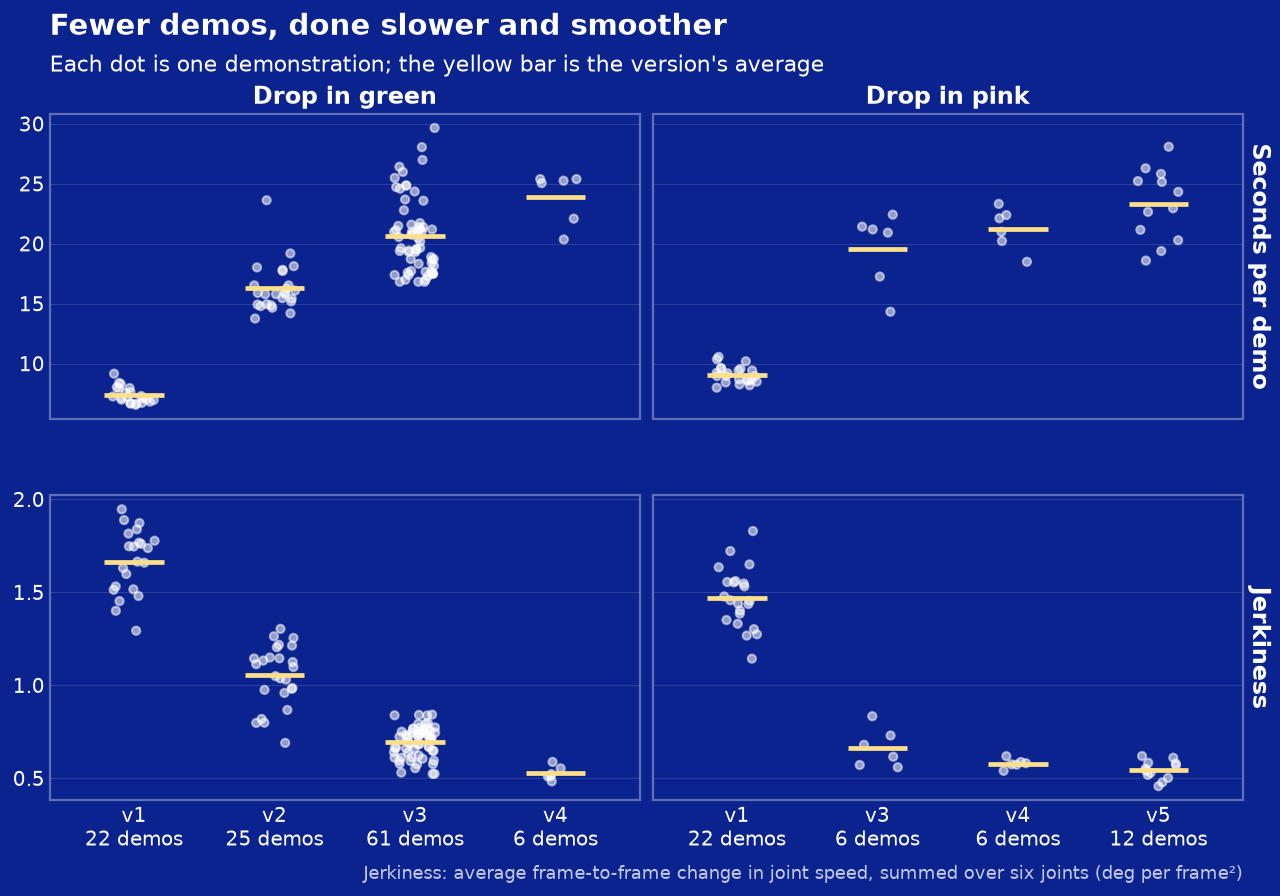 Fewer demos, done slower and smoother
Each dot is one demonstration; the yellow bar is the version's average
Drop in green
Drop in pink
30
25
20
15
10
Seconds per demo
2.0
1.5
1.0
0.5
Jerkiness
v1
22 demos
v2
25 demos
v3
61 demos
v4
6 demos
v1
22 demos
v3
6 demos
v4
6 demos
v5
12 demos
Jerkiness: average frame-to-frame change in joint speed, summed over six joints (deg per frame²)